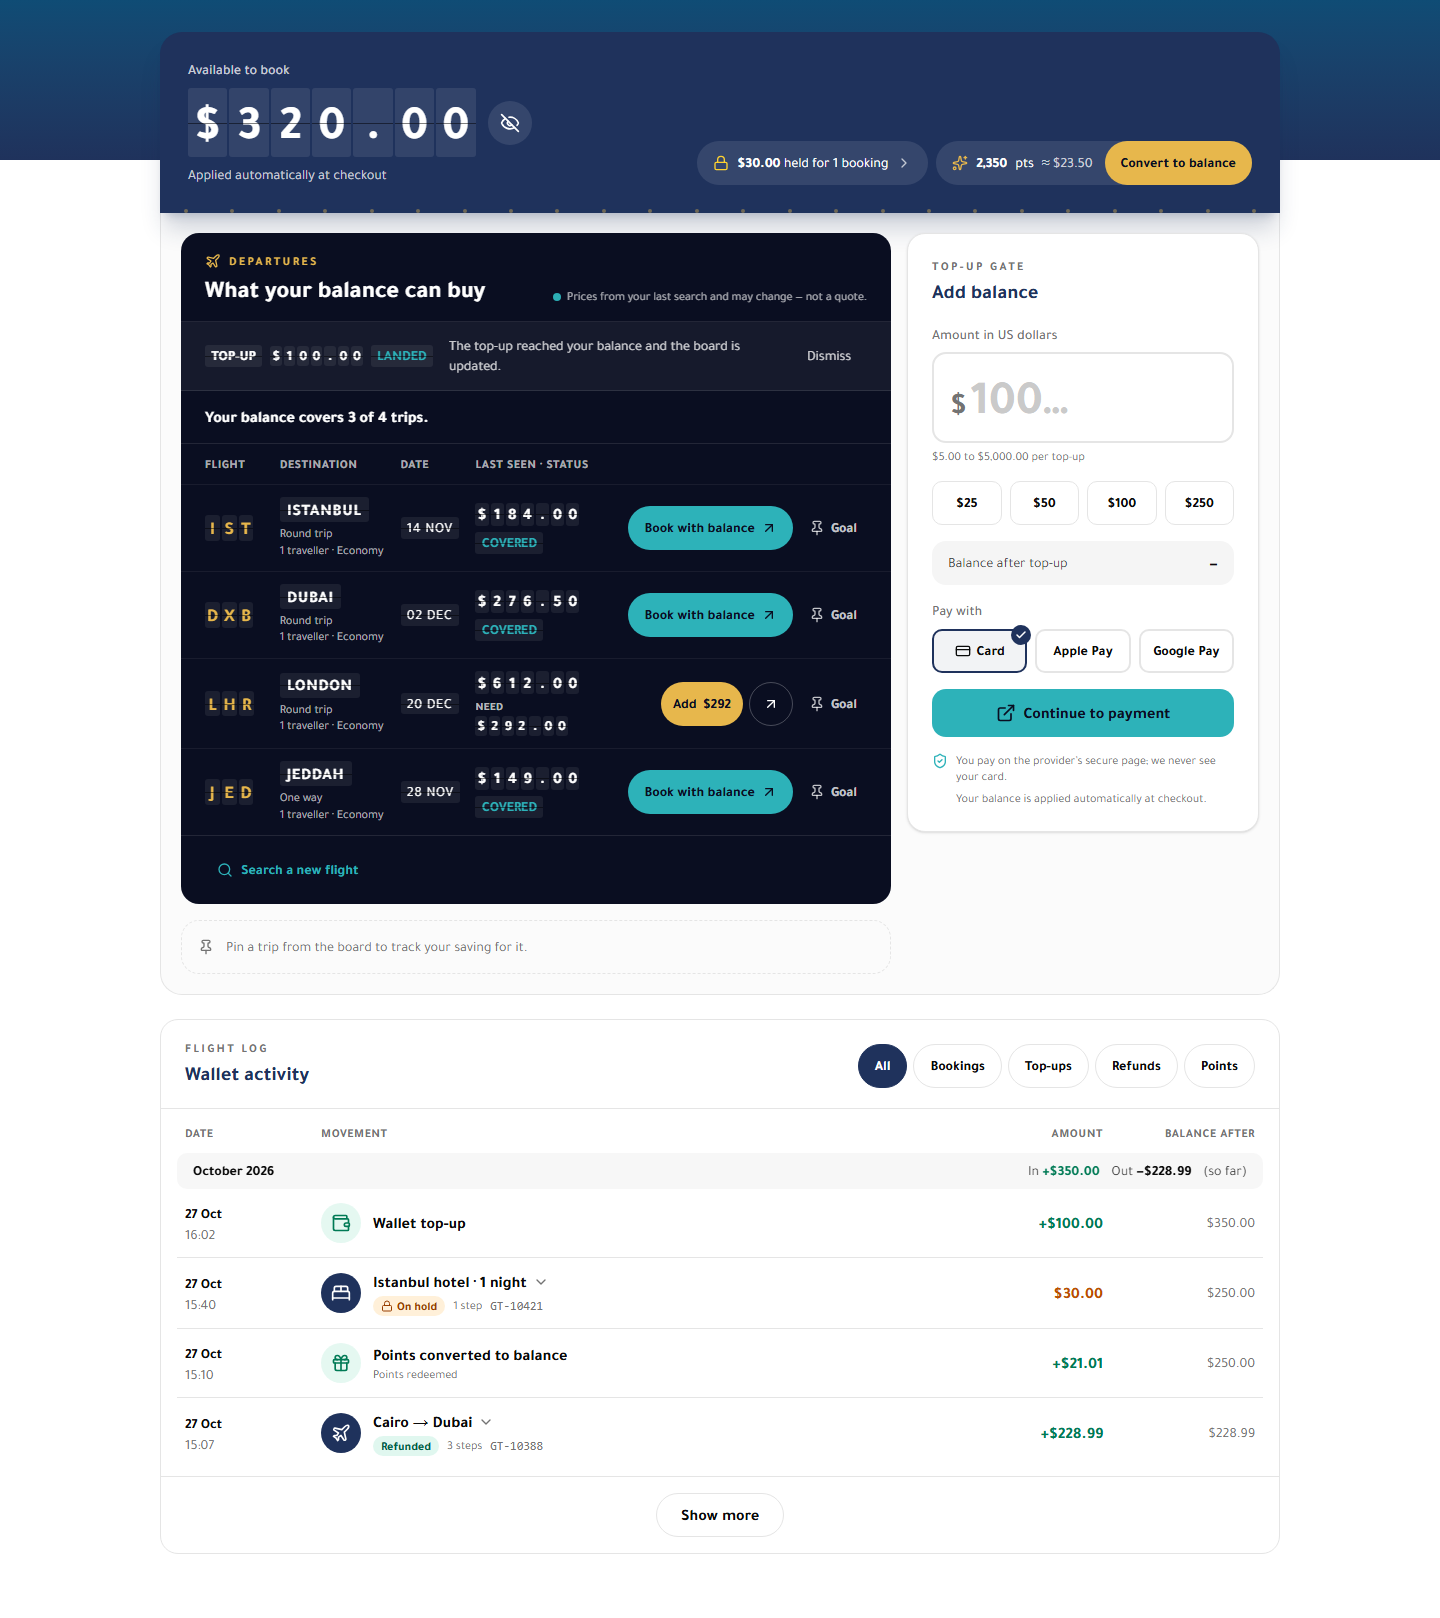 Available to book
$320.00
Applied automatically at checkout
$30.00 held for 1 booking
2,350 pts ≈ $23.50
Convert to balance
DEPARTURES
What your balance can buy
Prices from your last search and may change – not a quote.
TOP-UP $100.00 LANDED
The top-up reached your balance and the board is
updated.
Dismiss
Your balance covers 3 of 4 trips.
FLIGHT DESTINATION DATE LAST SEEN · STATUS
IST
ISTANBUL
Round trip
1 traveller · Economy
14 NOV
$184.00
COVERED
Book with balance
Goal
DXB
DUBAI
Round trip
1 traveller · Economy
02 DEC
$276.50
COVERED
Book with balance
Goal
LHR
LONDON
Round trip
1 traveller · Economy
20 DEC
$612.00
NEED
$292.00
Add $292
Goal
JED
JEDDAH
One way
1 traveller · Economy
28 NOV
$149.00
COVERED
Book with balance
Goal
Search a new flight
Pin a trip from the board to track your saving for it.
TOP-UP GATE
Add balance
Amount in US dollars
$ 100...
$5.00 to $5,000.00 per top-up
$25 $50 $100 $250
Balance after top-up –
Pay with
Card Apple Pay Google Pay
Continue to payment
You pay on the provider's secure page; we never see
your card.
Your balance is applied automatically at checkout.
FLIGHT LOG
Wallet activity
All Bookings Top-ups Refunds Points
DATE MOVEMENT AMOUNT BALANCE AFTER
October 2026 In +$350.00 Out –$228.99 (so far)
27 Oct
16:02
Wallet top-up
+$100.00 $350.00
27 Oct
15:40
Istanbul hotel · 1 night
On hold 1 step GT-10421
$30.00 $250.00
27 Oct
15:10
Points converted to balance
Points redeemed
+$21.01 $250.00
27 Oct
15:07
Cairo → Dubai
Refunded 3 steps GT-10388
+$228.99 $228.99
Show more